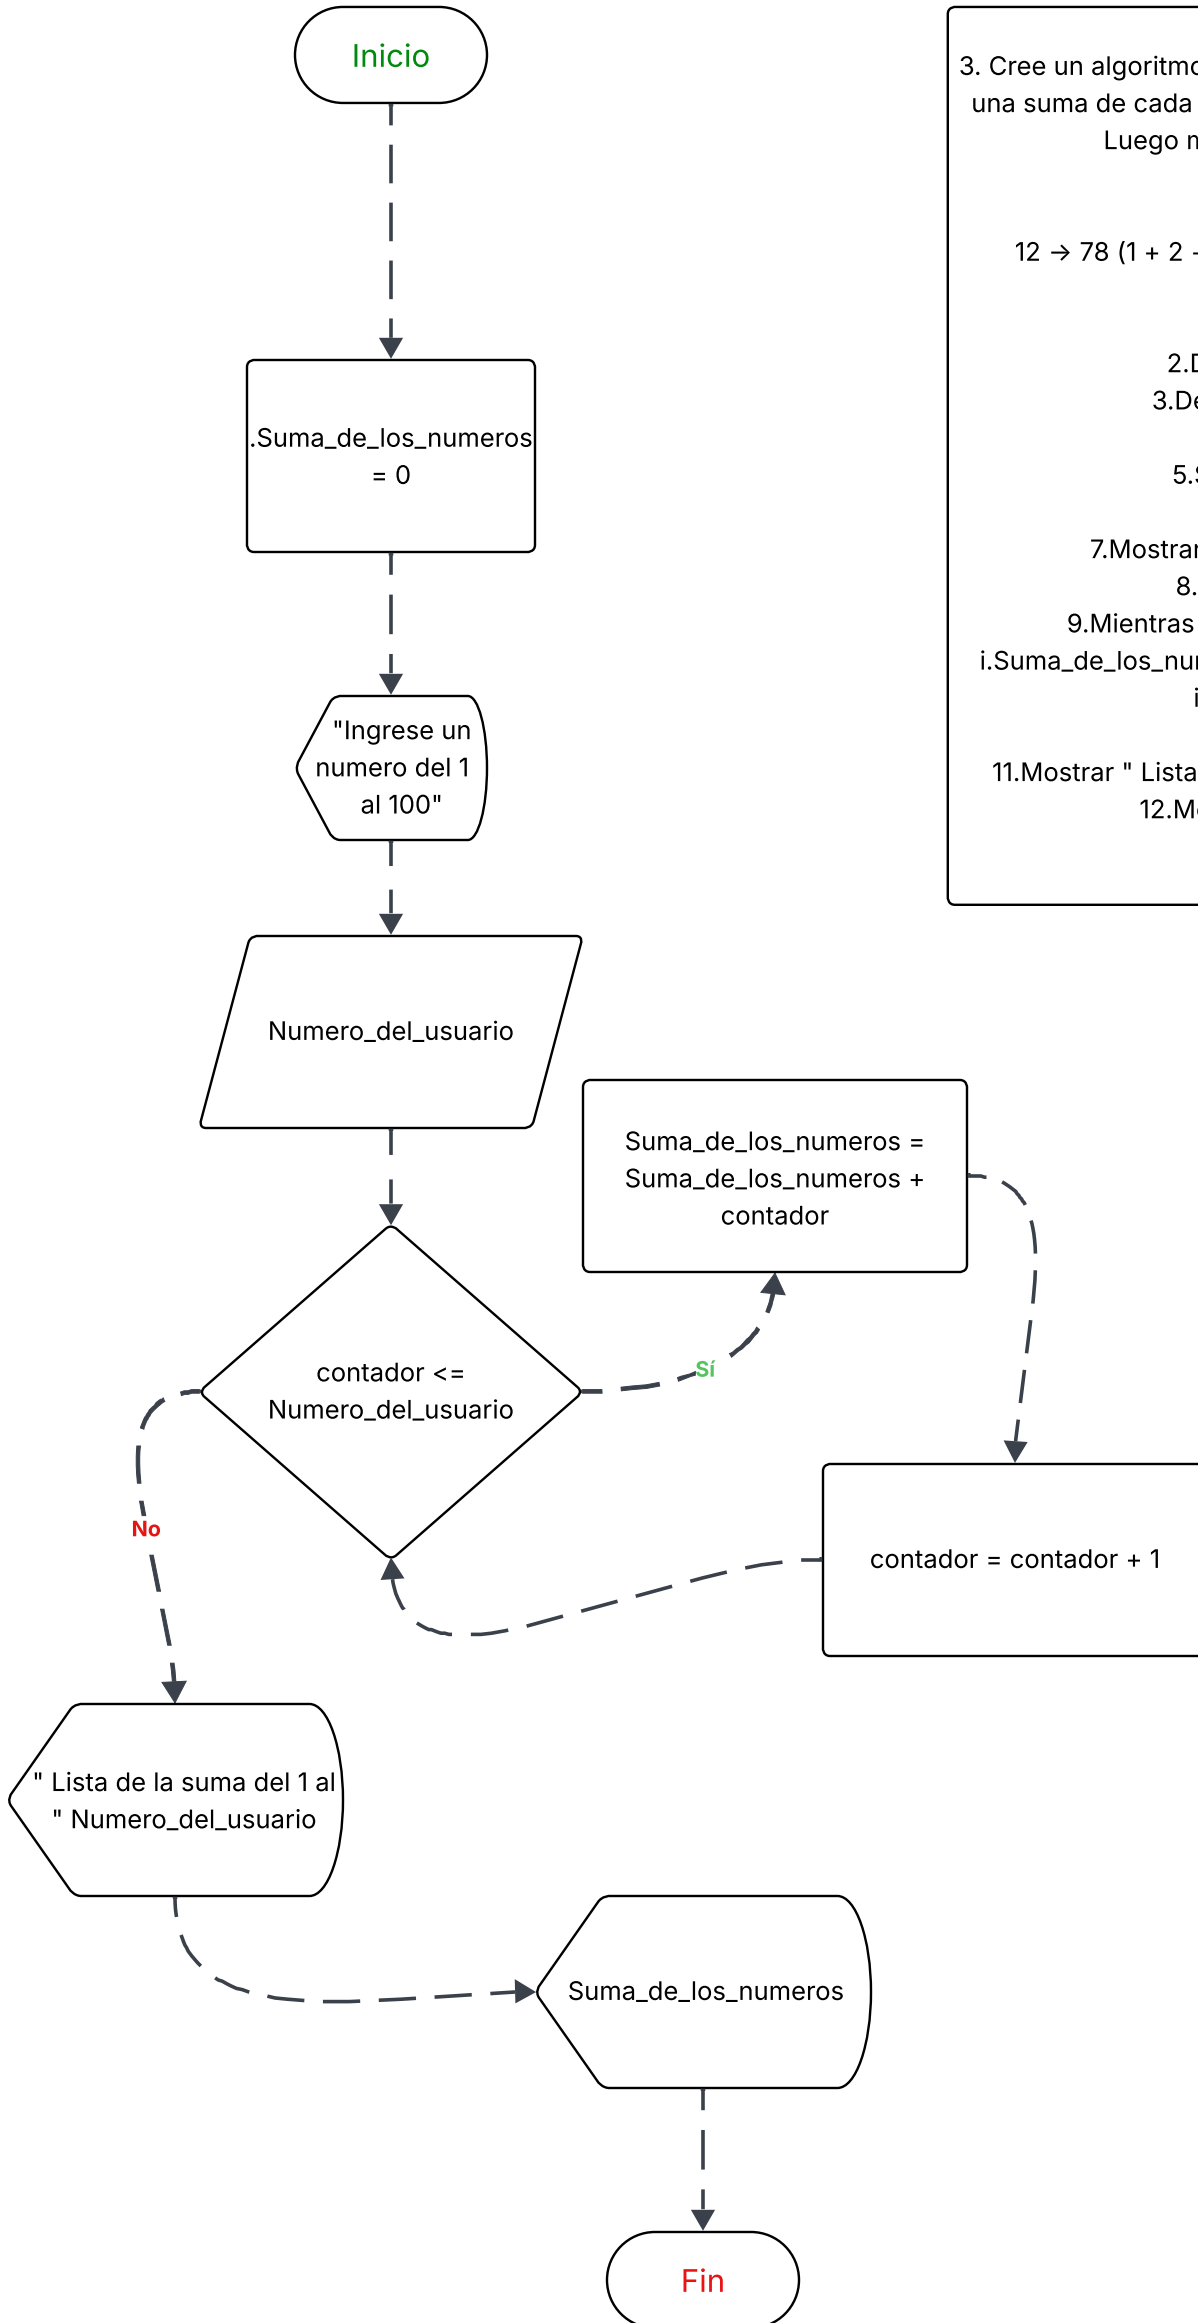 Inicio
.Suma_de_los_numeros
= 0
"Ingrese un
numero del 1
al 100"
Numero_del_usuario
contador <=
Numero_del_usuario
Sí
No
Suma_de_los_numeros =
Suma_de_los_numeros +
contador
contador = contador + 1
" Lista de la suma del 1 al
" Numero_del_usuario
Suma_de_los_numeros
Fin
3. Cree un algoritmo
una suma de cada
Luego
12 → 78 (1 + 2
2.
3.
5.
7.Mostrar
8.
9.Mientras
11.Mostrar " Lista
12.